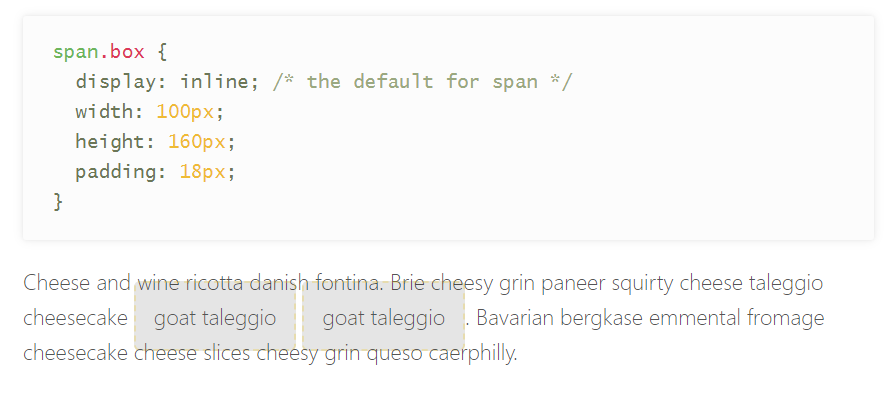 span.box {
  display: inline; /* the default for span */
  width: 100px;
  height: 160px;
  padding: 18px;
}
Cheese and wine ricotta danish fontina. Brie cheesy grin paneer squirty cheese taleggio
cheesecake goat taleggio goat taleggio. Bavarian bergkase emmental fromage
cheesecake cheese slices cheesy grin queso caerphilly.